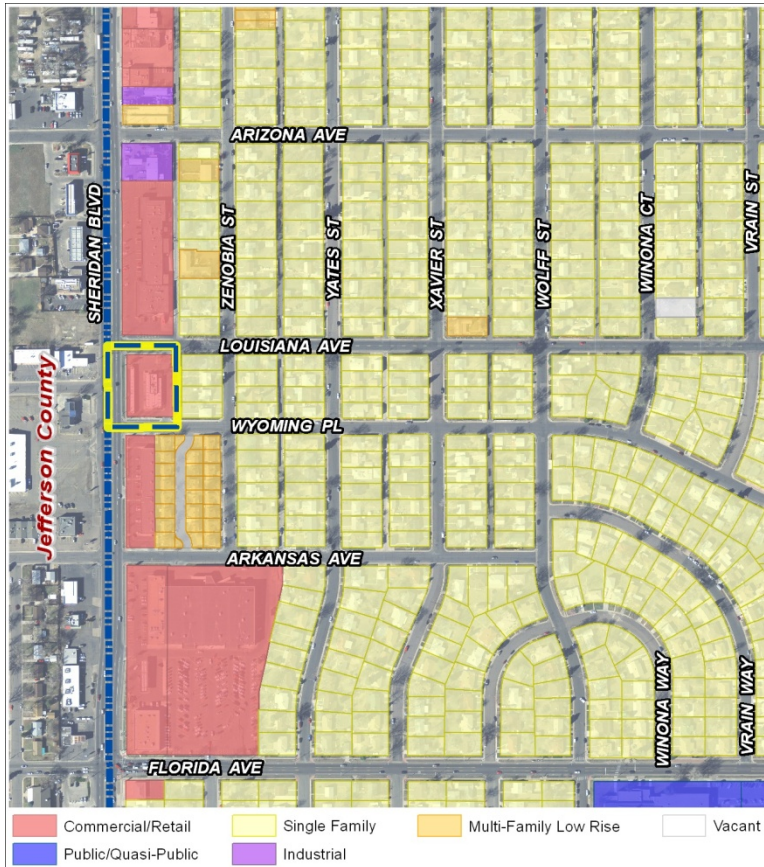 ARIZONA AVE
SHERIDAN BLVD
ZENOBIA ST
YATES ST
XAVIER ST
WOLFF ST
WINONA CT
VRAIN ST
LOUISIANA AVE
Jefferson County
WYOMING PL
ARKANSAS AVE
WINONA WAY
VRAIN WAY
FLORIDA AVE
Commercial/Retail
Single Family
Multi-Family Low Rise
Vacant
Public/Quasi-Public
Industrial